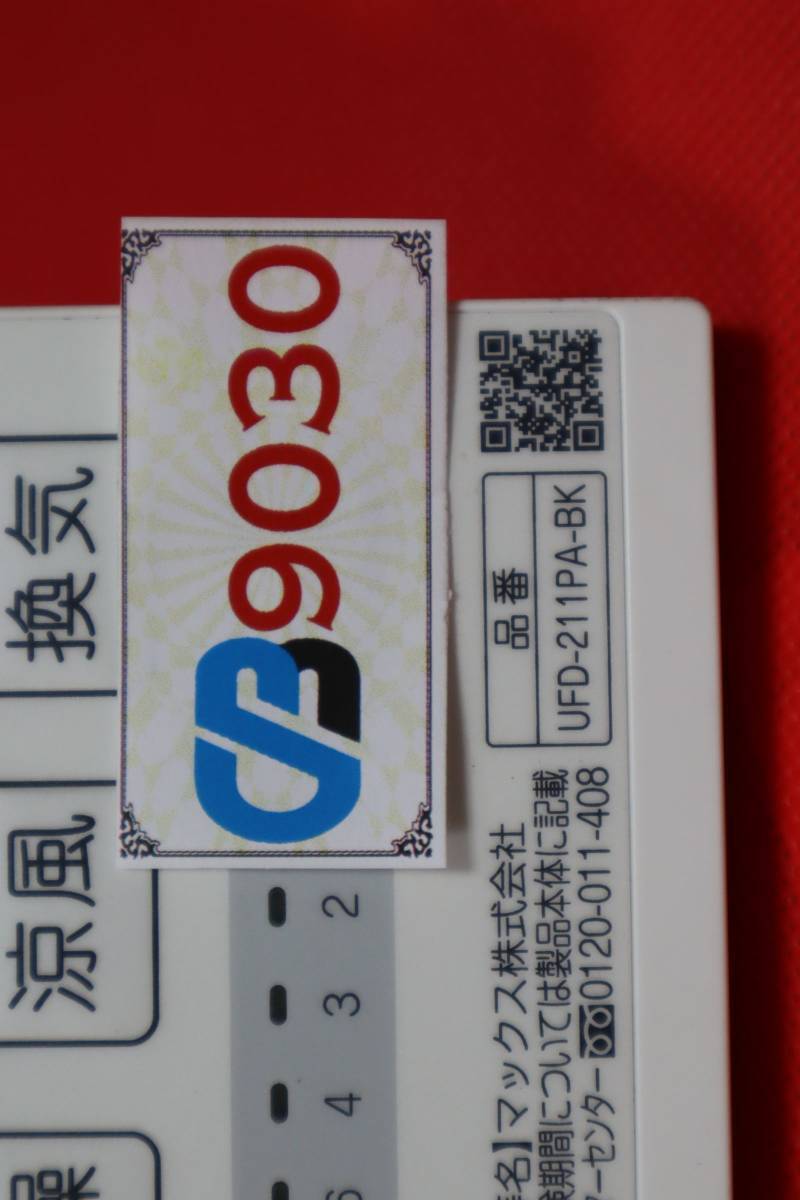 9030
品番
UFD-211PA-BK
名】マックス株式会社
期間については製品本体に記載
ーセンター 0120-011-408
換気
涼風
2
3
4